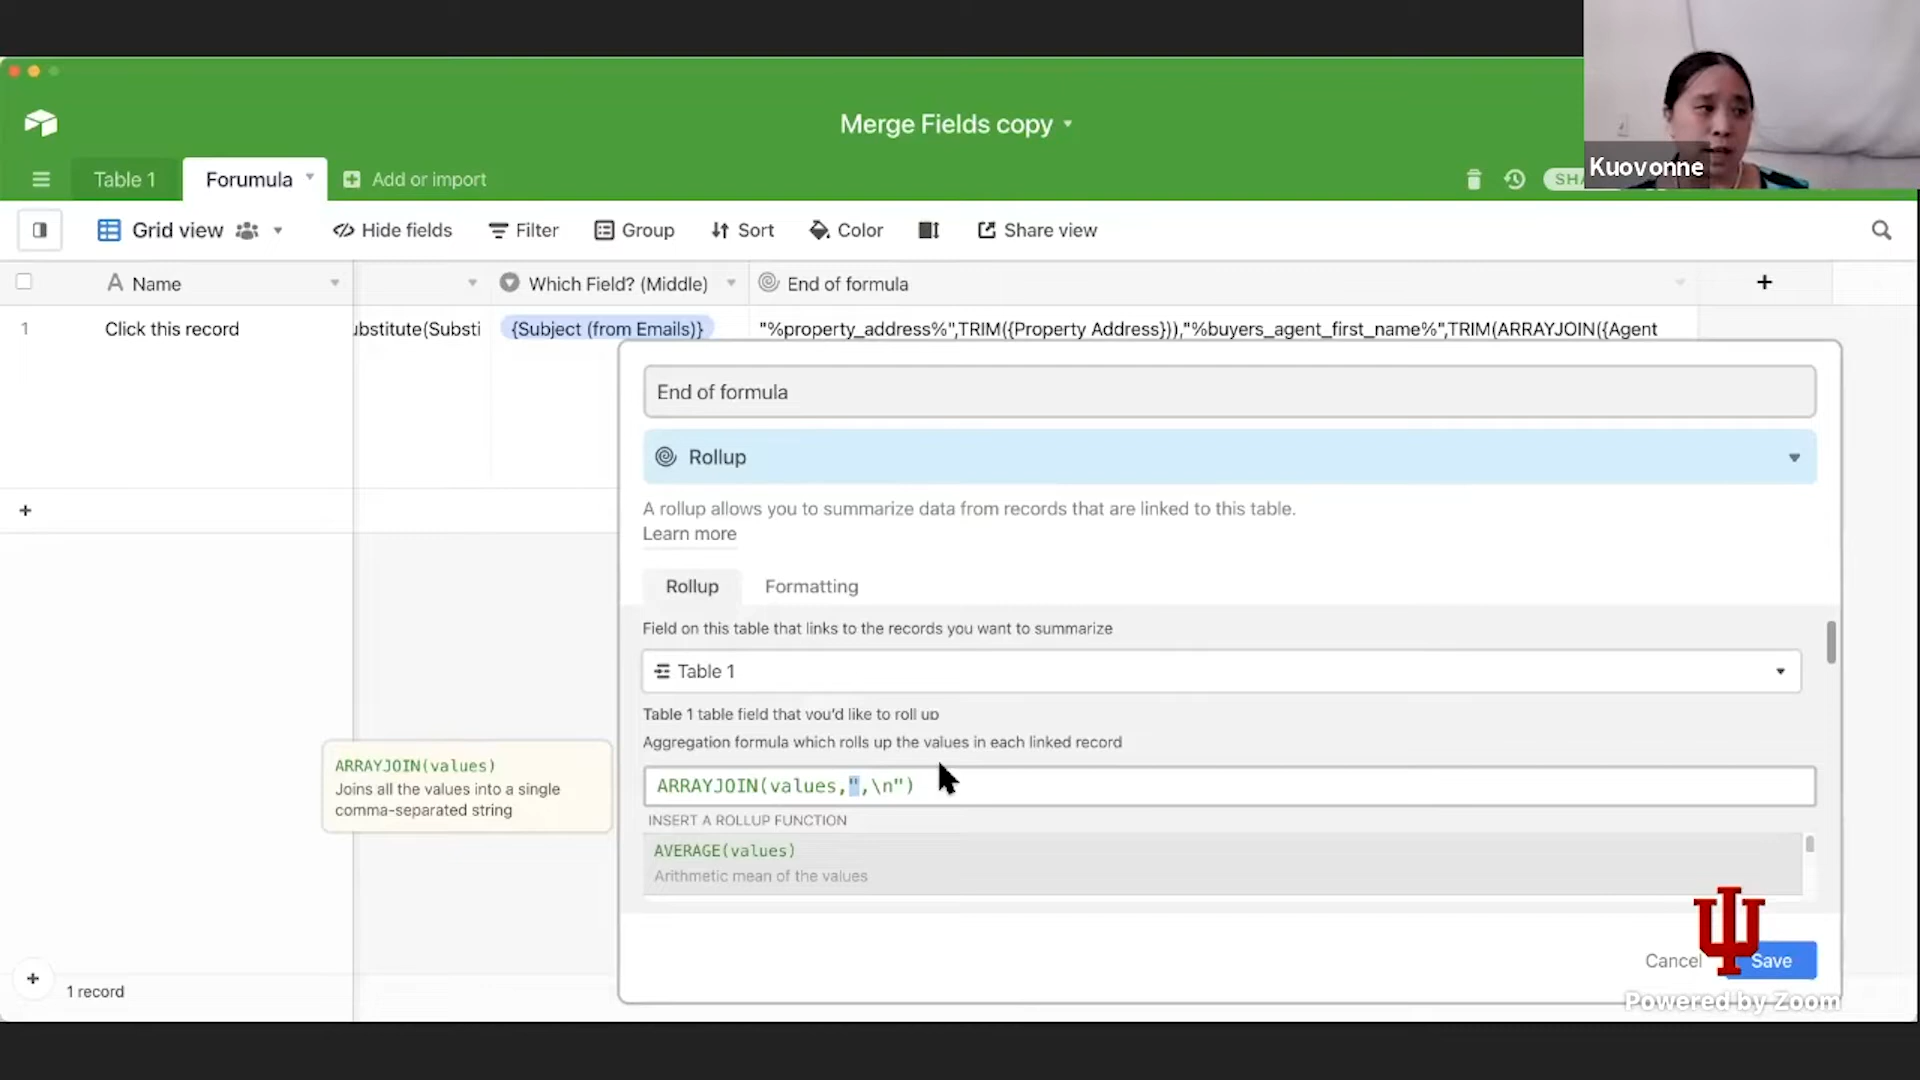 Kuovonne
Merge Fields copy
Table 1
Forumula
Add or import
Grid view
Hide fields
Filter
Group
Sort
Color
Share view
Name
Which Field? (Middle)
End of formula
1
Click this record
ubstitute(Substi
{Subject (from Emails)}
"%property_address%",TRIM({Property Address})),"%buyers_agent_first_name%",TRIM(ARRAYJOIN({Agent
End of formula
Rollup
A rollup allows you to summarize data from records that are linked to this table.
Learn more
Rollup
Formatting
Field on this table that links to the records you want to summarize
Table 1
Table 1 table field that you'd like to roll up
Aggregation formula which rolls up the values in each linked record
ARRAYJOIN(values)
Joins all the values into a single
comma-separated string
ARRAYJOIN(values,",\n")
INSERT A ROLLUP FUNCTION
AVERAGE(values)
Arithmetic mean of the values
Cancel
Save
1 record
Powered by Zoom